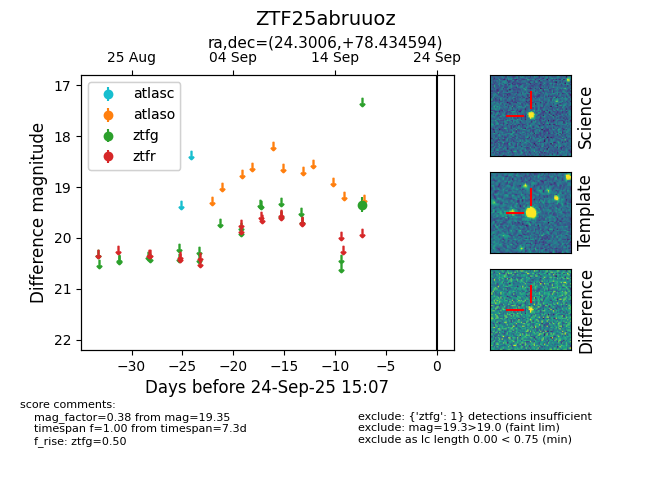 ZTF25abruuoz
ra,dec=(24.3006,+78.434594)
25 Aug
04 Sep
14 Sep
24 Sep
atlasc
atlaso
ztfg
ztfr
17
18
19
20
21
22
Difference magnitude
−30
−25
−20
−15
−10
−5
0
Days before 24-Sep-25 15:07
Science
Template
Difference
score comments:
mag_factor=0.38 from mag=19.35
timespan f=1.00 from timespan=7.3d
f_rise: ztfg=0.50
exclude: {'ztfg': 1} detections insufficient
exclude: mag=19.3>19.0 (faint lim)
exclude as lc length 0.00 < 0.75 (min)